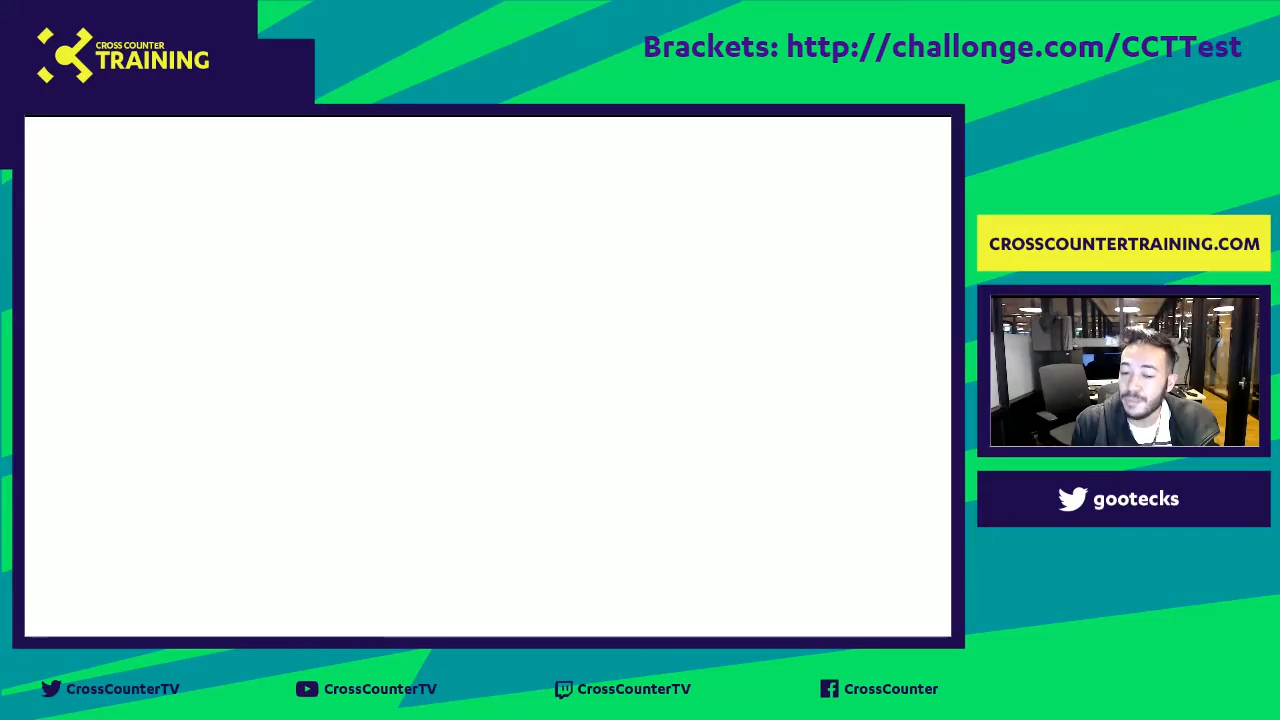 CROSS COUNTER
TRAINING
Brackets: http://challonge.com/CCTTest
CROSSCOUNTERTRAINING.COM
gootecks
CrossCounterTV
CrossCounterTV
CrossCounterTV
CrossCounter